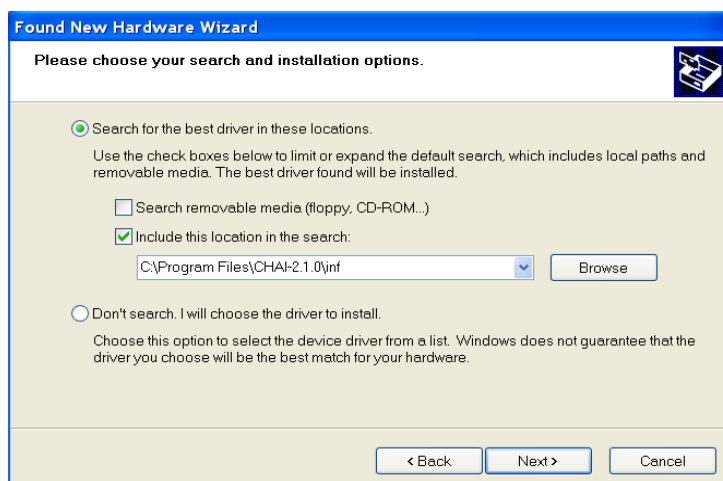 Found New Hardware Wizard
Please choose your search and installation options.
Search for the best driver in these locations.
Use the check boxes below to limit or expand the default search, which includes local paths and
removable media. The best driver found will be installed.
Search removable media (floppy, CD-ROM...)
Include this location in the search:
C:\Program Files\CHAI-2.1.0\inf
Browse
Don't search. I will choose the driver to install.
Choose this option to select the device driver from a list. Windows does not guarantee that the
driver you choose will be the best match for your hardware.
< Back
Next >
Cancel